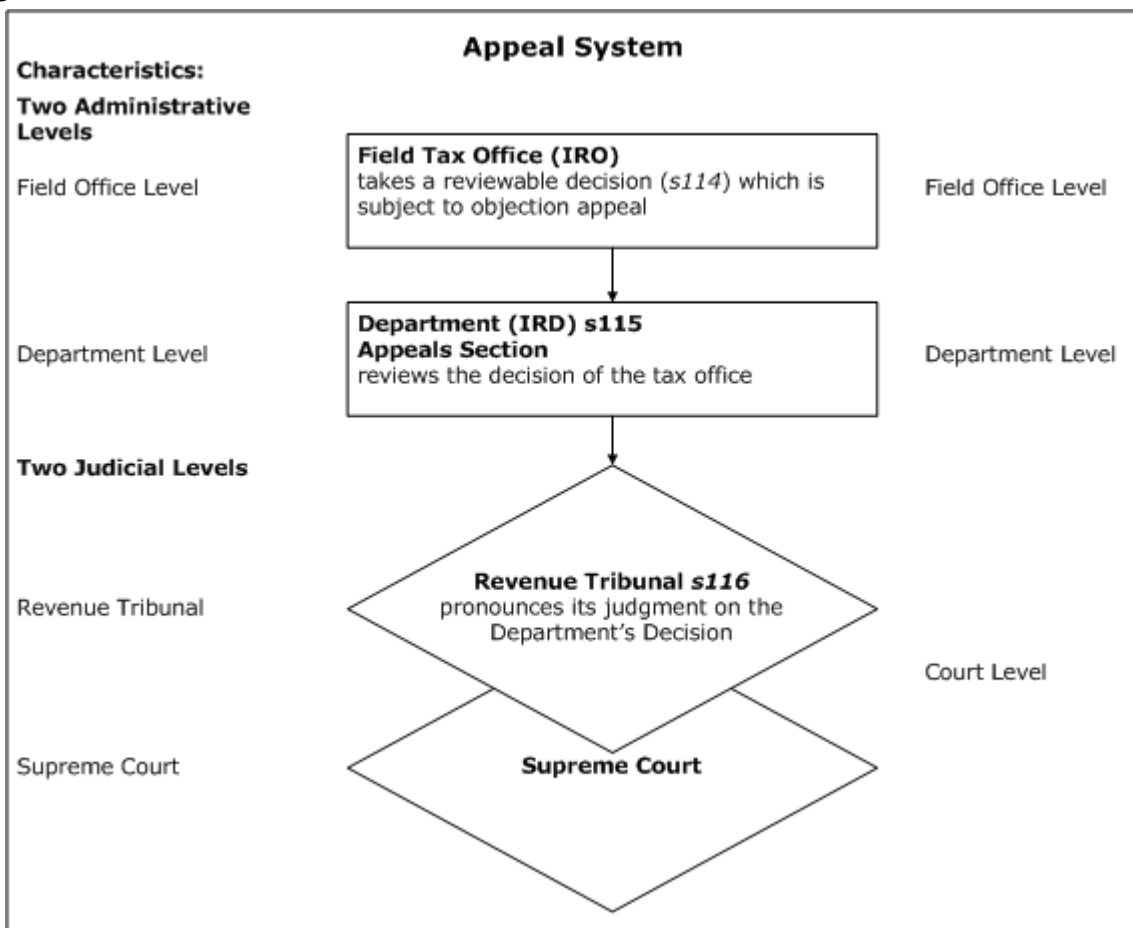 Appeal System
Characteristics:
Two Administrative
Levels
Field Office Level
Field Tax Office (IRO)
takes a reviewable decision (s114) which is
subject to objection appeal
Field Office Level
Department Level
Department (IRD) s115
Appeals Section
reviews the decision of the tax office
Department Level
Two Judicial Levels
Revenue Tribunal
Revenue Tribunal s116
pronounces its judgment on the
Department’s Decision
Court Level
Supreme Court
Supreme Court